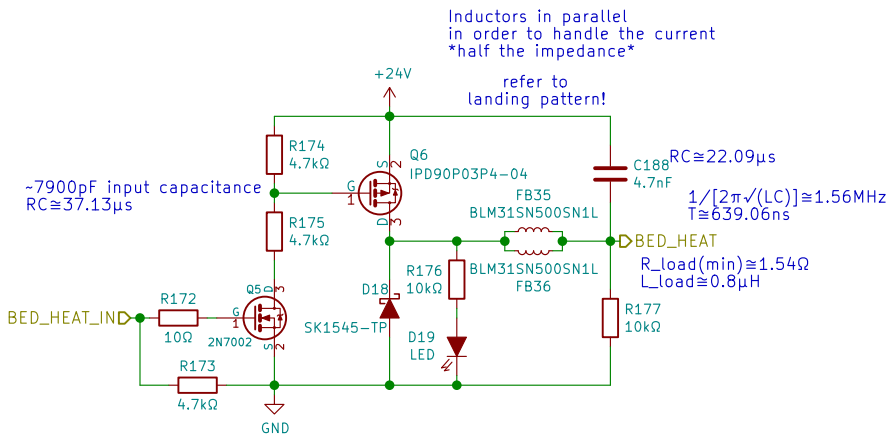 Inductors in parallel
in order to handle the current
*half the impedance*
refer to
landing pattern!
+24V
R174
4.7kΩ
Q6
IPD90P03P4-04
S
2
G
1
D
3
C188
4.7nF
RC≅22.09µs
~7900pF input capacitance
RC≅37.13µs
1/[2π√(LC)]≅1.56MHz
T≅639.06ns
FB35
BLM31SN500SN1L
R175
4.7kΩ
BED_HEAT
BLM31SN500SN1L
FB36
R_load(min)≅1.54Ω
L_load≅0.8µH
R176
10kΩ
Q5
D
3
G
1
S
2
2N7002
D18
SK1545-TP
R172
10Ω
BED_HEAT_IN
R177
10kΩ
D19
LED
R173
4.7kΩ
GND